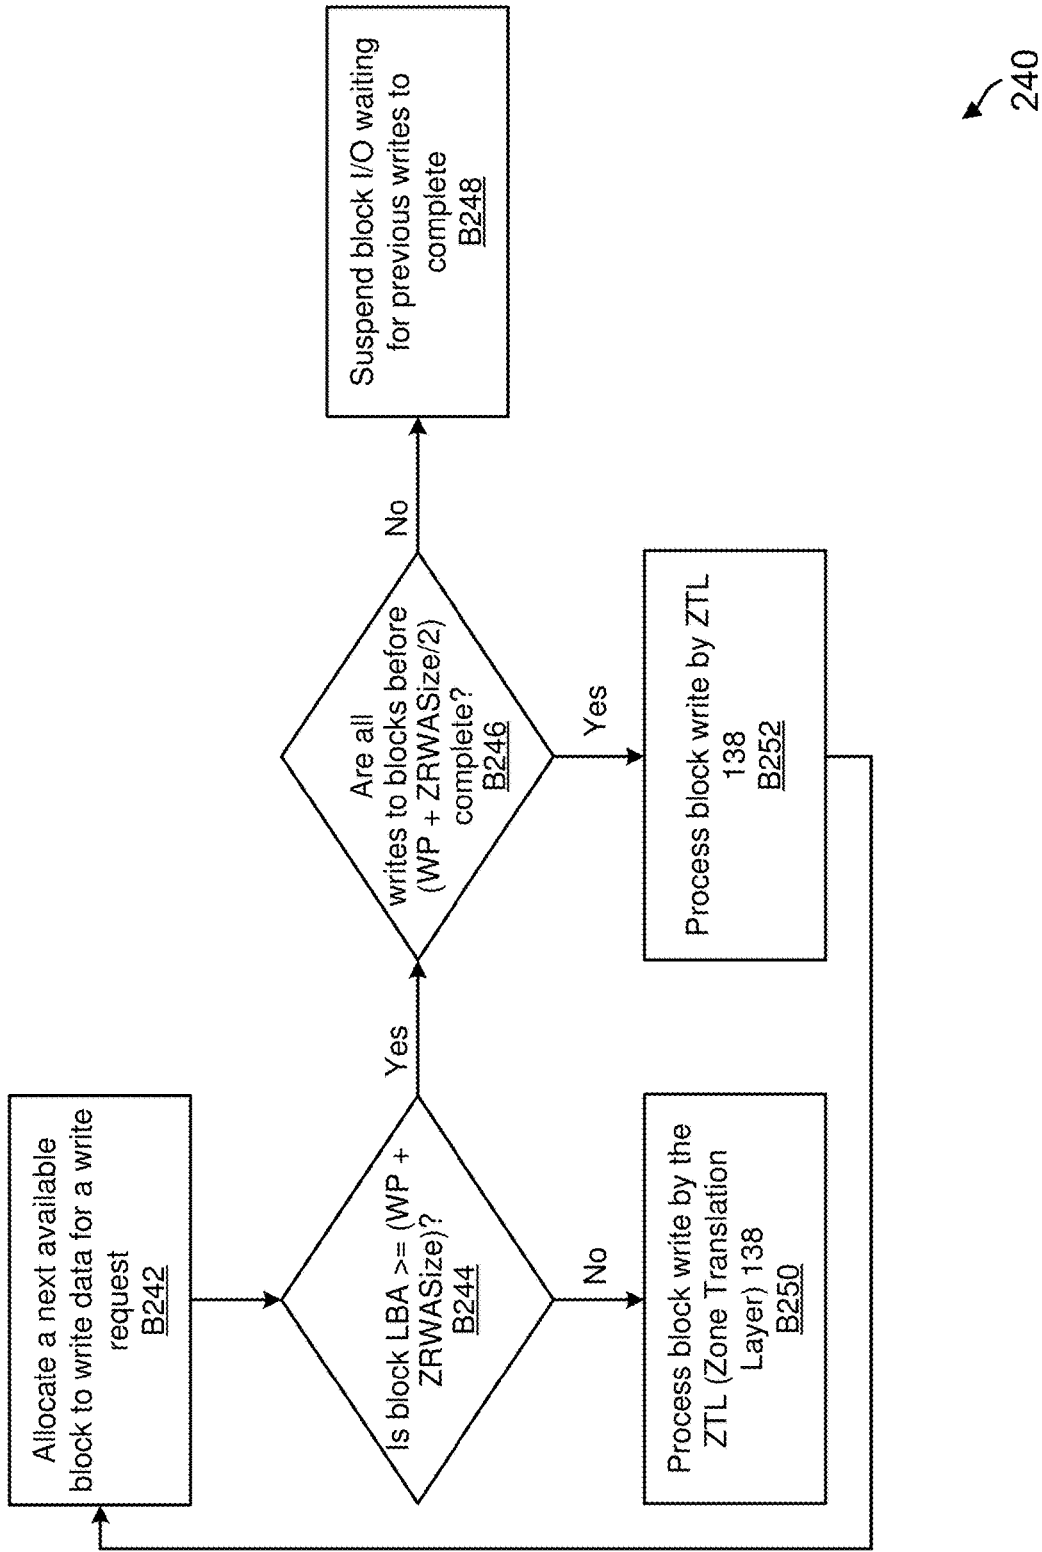 Allocate a next available
block to write data for a write
request
B242
Is block LBA >= (WP +
ZRWASize)?
B244
Yes
No
Are all
writes to blocks before
(WP + ZRWASize/2)
complete?
B246
No
Yes
Suspend block I/O waiting
for previous writes to
complete
B248
Process block write by the
ZTL (Zone Translation
Layer) 138
B250
Process block write by ZTL
138
B252
240